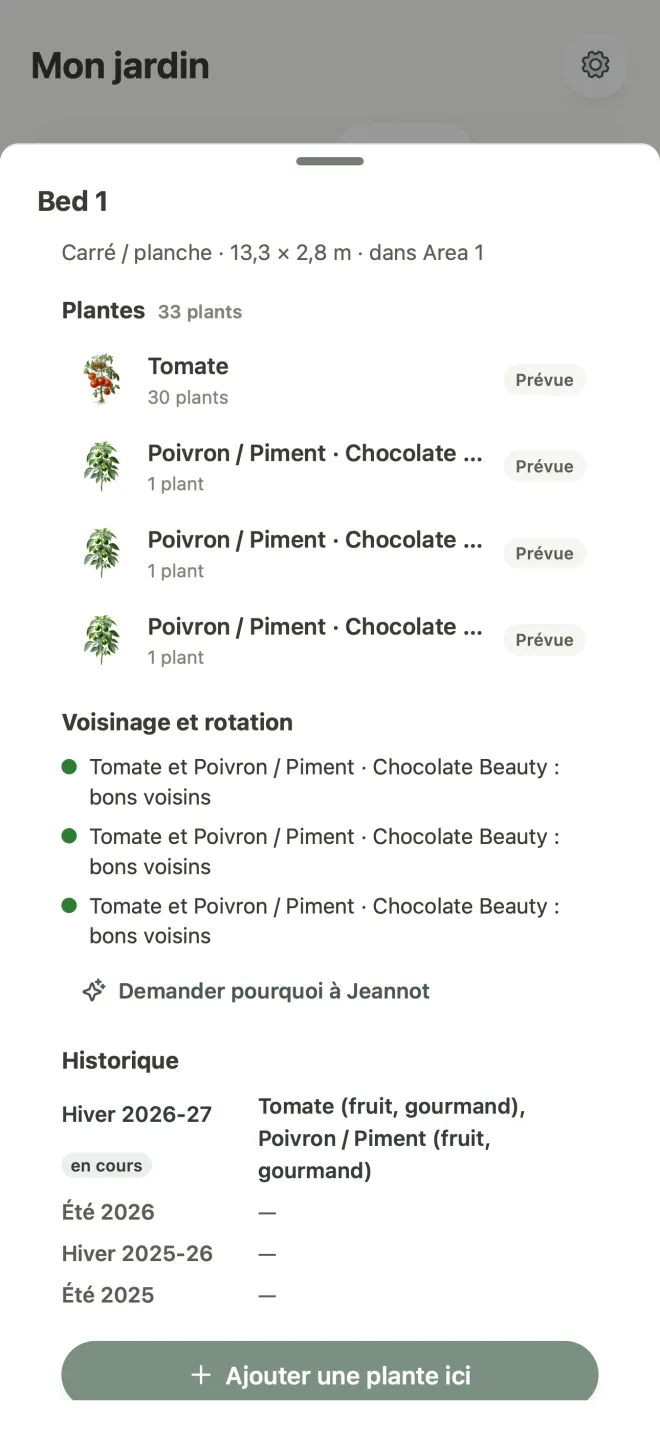 Mon jardin
Bed 1
Carré / planche · 13,3 × 2,8 m · dans Area 1
Plantes 33 plants
Tomate
30 plants
Prévue
Poivron / Piment · Chocolate ...
1 plant
Prévue
Poivron / Piment · Chocolate ...
1 plant
Prévue
Poivron / Piment · Chocolate ...
1 plant
Prévue
Voisinage et rotation
Tomate et Poivron / Piment · Chocolate Beauty :
bons voisins
Tomate et Poivron / Piment · Chocolate Beauty :
bons voisins
Tomate et Poivron / Piment · Chocolate Beauty :
bons voisins
Demander pourquoi à Jeannot
Historique
Hiver 2026-27
en cours
Tomate (fruit, gourmand),
Poivron / Piment (fruit,
gourmand)
Été 2026 —
Hiver 2025-26 —
Été 2025 —
+ Ajouter une plante ici